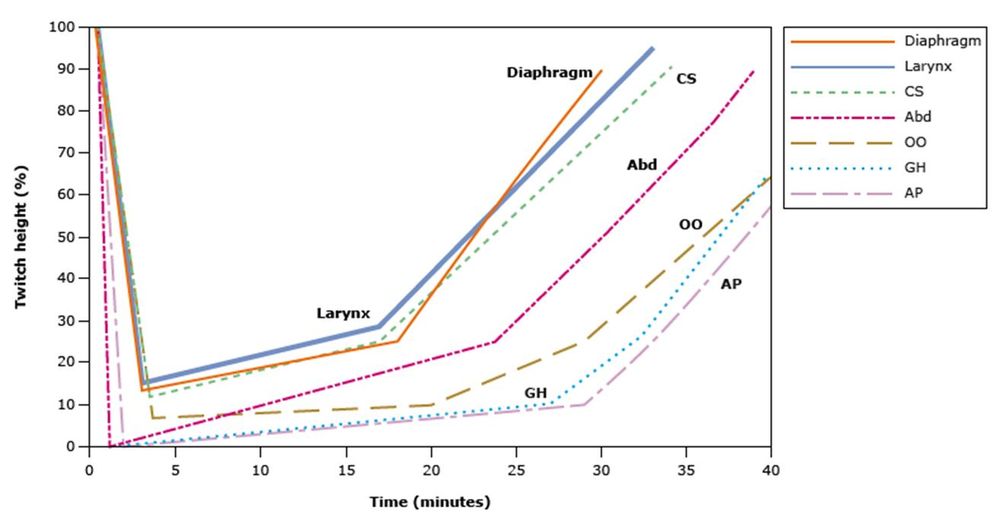 100
90
80
70
60
50
40
30
20
10
0
Twitch height (%)
0 5 10 15 20 25 30 35 40
Time (minutes)
Diaphragm
Larynx
CS
Abd
OO
GH
AP
Diaphragm
Larynx
CS
Abd
OO
GH
AP